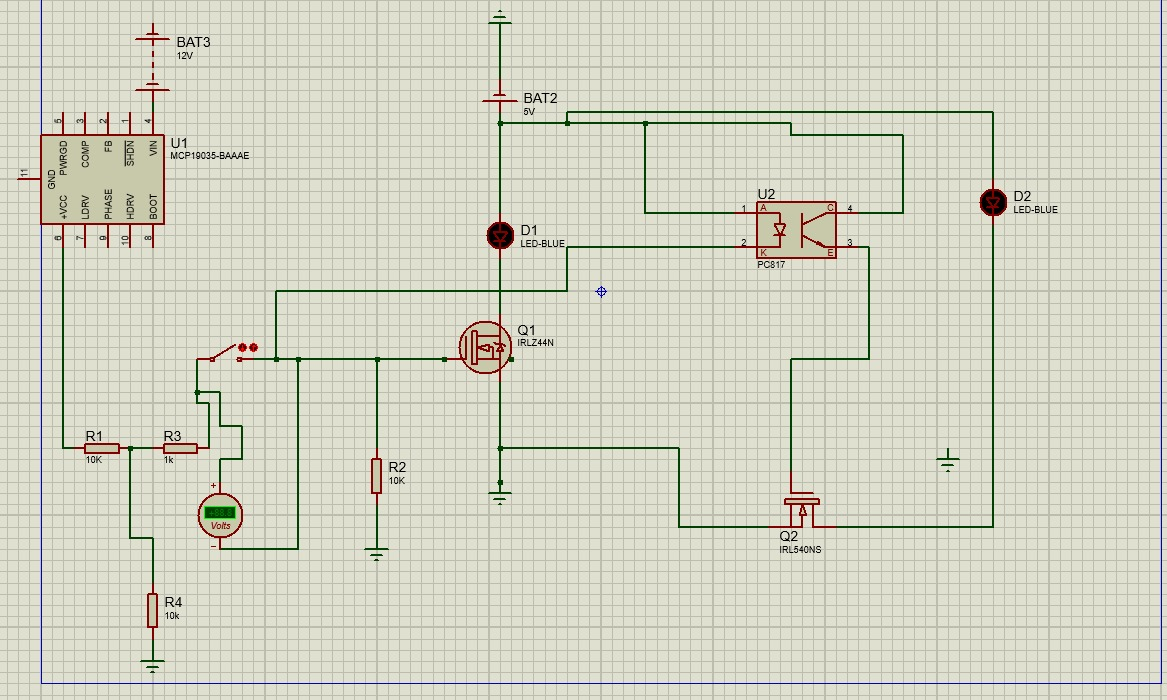 BAT3
12V
BAT2
5V
5
3
2
1
4
U1
MCP19035-BAAAE
PWRGD
COMP
FB
SHDN
VIN
11
GND
+VCC
LDRV
PHASE
HDRV
BOOT
6
7
9
10
8
U2
1
A
C
4
2
K
E
3
PC817
D2
LED-BLUE
D1
LED-BLUE
Q1
IRLZ44N
R1
10K
R3
1k
R2
10K
+
Volts
-
Q2
IRL540NS
R4
10k